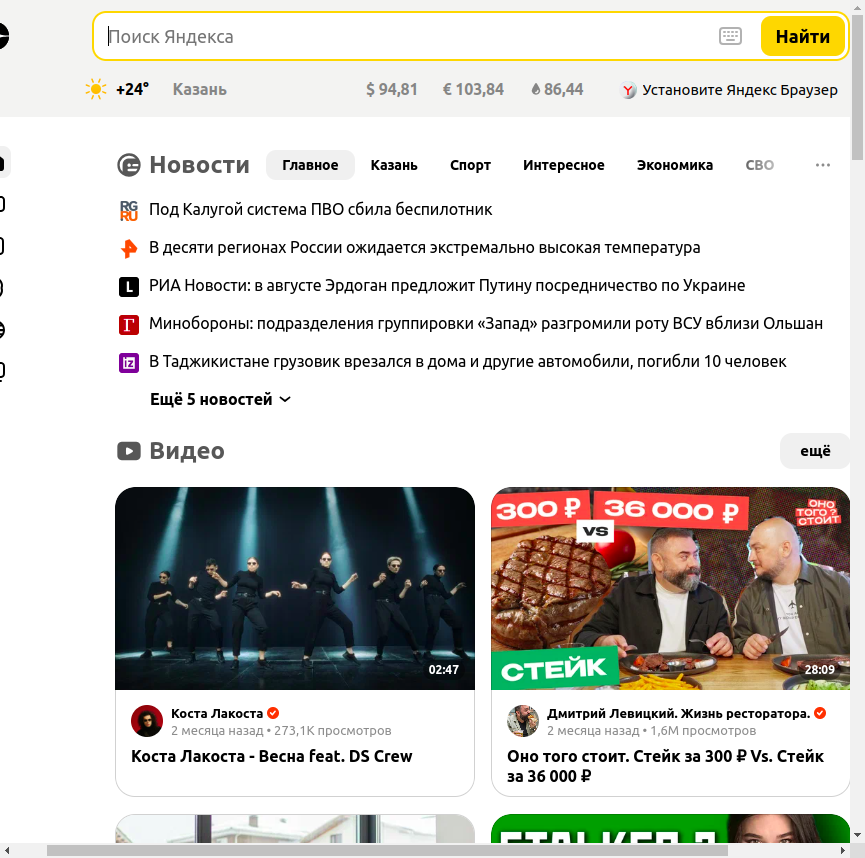 Поиск Яндекса
Найти
+24°
Казань
$ 94,81
€ 103,84
86,44
Установите Яндекс Браузер
Новости
Главное
Казань
Спорт
Интересное
Экономика
СВО
RG
RU
Под Калугой система ПВО сбила беспилотник
В десяти регионах России ожидается экстремально высокая температура
L
РИА Новости: в августе Эрдоган предложит Путину посредничество по Украине
Г
Минобороны: подразделения группировки «Запад» разгромили роту ВСУ вблизи Ольшан
iz
В Таджикистане грузовик врезался в дома и другие автомобили, погибли 10 человек
Ещё 5 новостей
Видео
ещё
02:47
300 ₽
VS
36 000 ₽
ОНО
ТОГО ?
СТОИТ
СТЕЙК
28:09
Коста Лакоста
2 месяца назад • 273,1K просмотров
Коста Лакоста - Весна feat. DS Crew
Дмитрий Левицкий. Жизнь ресторатора.
2 месяца назад • 1,6M просмотров
Оно того стоит. Стейк за 300 ₽ Vs. Стейк
за 36 000 ₽
STALKER 2